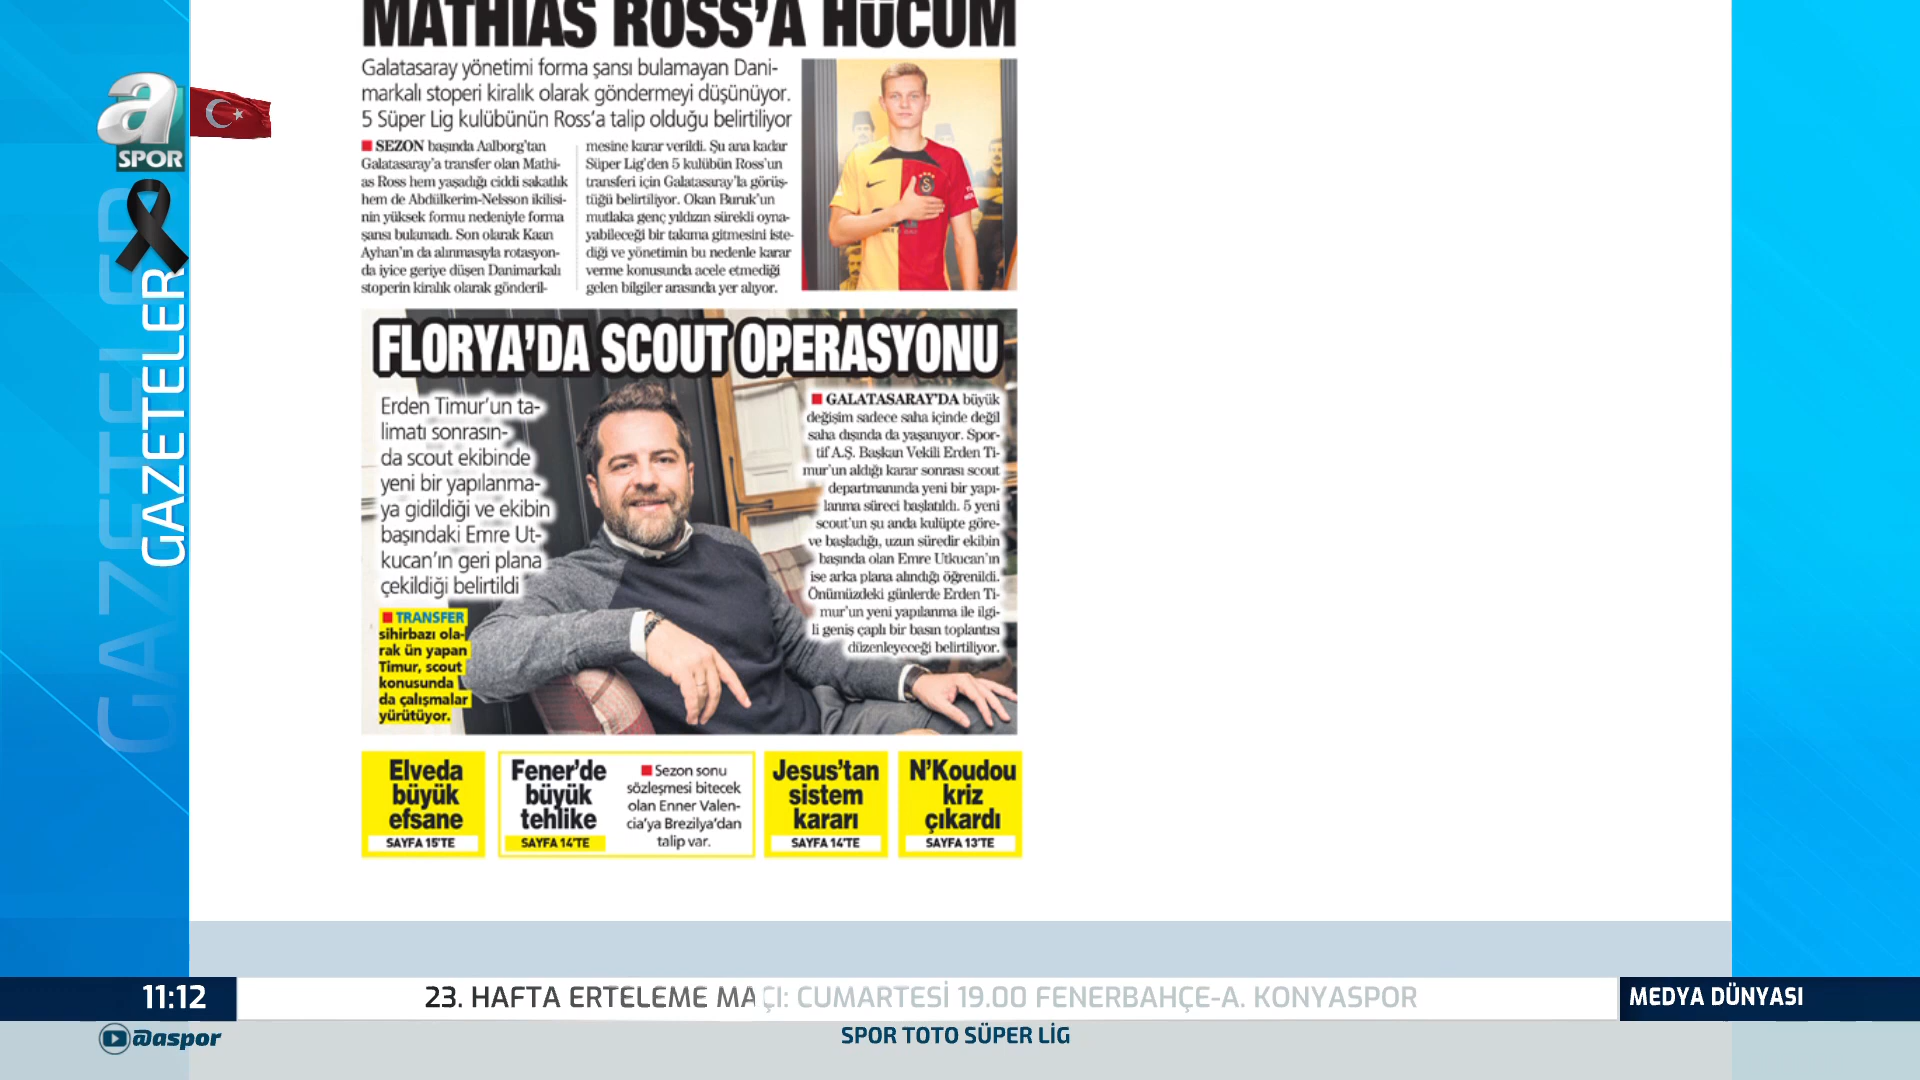 MATHIAS ROSS'A HÜCUM
Galatasaray yönetimi forma şansı bulamayan Dani-
markalı stoperi kiralık olarak göndermeyi düşünüyor.
5 Süper Lig kulübünün Ross'a talip olduğu belirtiliyor
SEZON başında Aalborg'tan
Galatasaray'a transfer olan Mathi-
as Ross hem yaşadığı ciddi sakatlık
hem de Abdülkerim-Nelsson ikilisi-
nin yüksek formu nedeniyle forma
şansı bulamadı. Son olarak Kaan
Ayhan'ın da alınmasıyla rotasyon-
da iyice geriye düşen Danimarkalı
stoperin kiralık olarak gönderil-
mesine karar verildi. Şu ana kadar
Süper Lig'den 5 kulübün Ross'un
transferi için Galatasaray'la görüş-
tüğü belirtiliyor. Okan Buruk'un
mutlaka genç yıldızın sürekli oyna-
yabileceği bir takıma gitmesini iste-
diği ve yönetimin bu nedenle karar
verme konusunda acele etmediği
gelen bilgiler arasında yer alıyor.
FLORYA'DA SCOUT OPERASYONU
Erden Timur'un ta-
limatı sonrasın-
da scout ekibinde
yeni bir yapılanma-
ya gidildiği ve ekibin
başındaki Emre Ut-
kucan'ın geri plana
çekildiği belirtildi
TRANSFER
sihirbazı ola-
rak ün yapan
Timur, scout
konusunda
da çalışmalar
yürütüyor.
GALATASARAY'DA büyük
değişim sadece saha içinde değil
saha dışında da yaşanıyor. Spor-
tif A.Ş. Başkan Vekili Erden Ti-
mur'un aldığı karar sonrası scout
departmanında yeni bir yapı-
lanma süreci başlatıldı. 5 yeni
scout'un şu anda kulüpte göre-
ve başladığı, uzun süredir ekibin
başında olan Emre Utkucan'ın
ise arka plana alındığı öğrenildi.
Önümüzdeki günlerde Erden Ti-
mur'un yeni yapılanma ile ilgi-
li geniş çaplı bir basın toplantısı
düzenleyeceği belirtiliyor.
Elveda
büyük
efsane
SAYFA 15'TE
Fener'de
büyük
tehlike
SAYFA 14'TE
Sezon sonu
sözleşmesi bitecek
olan Enner Valen-
cia'ya Brezilya'dan
talip var.
Jesus'tan
sistem
kararı
SAYFA 14'TE
N'Koudou
kriz
çıkardı
SAYFA 13'TE
a
SPOR
GAZETELER
GAZETELER
11:12
23. HAFTA ERTELEME MAÇI: CUMARTESİ 19.00 FENERBAHÇE-A. KONYASPOR
MEDYA DÜNYASI
@aspor
SPOR TOTO SÜPER LİG